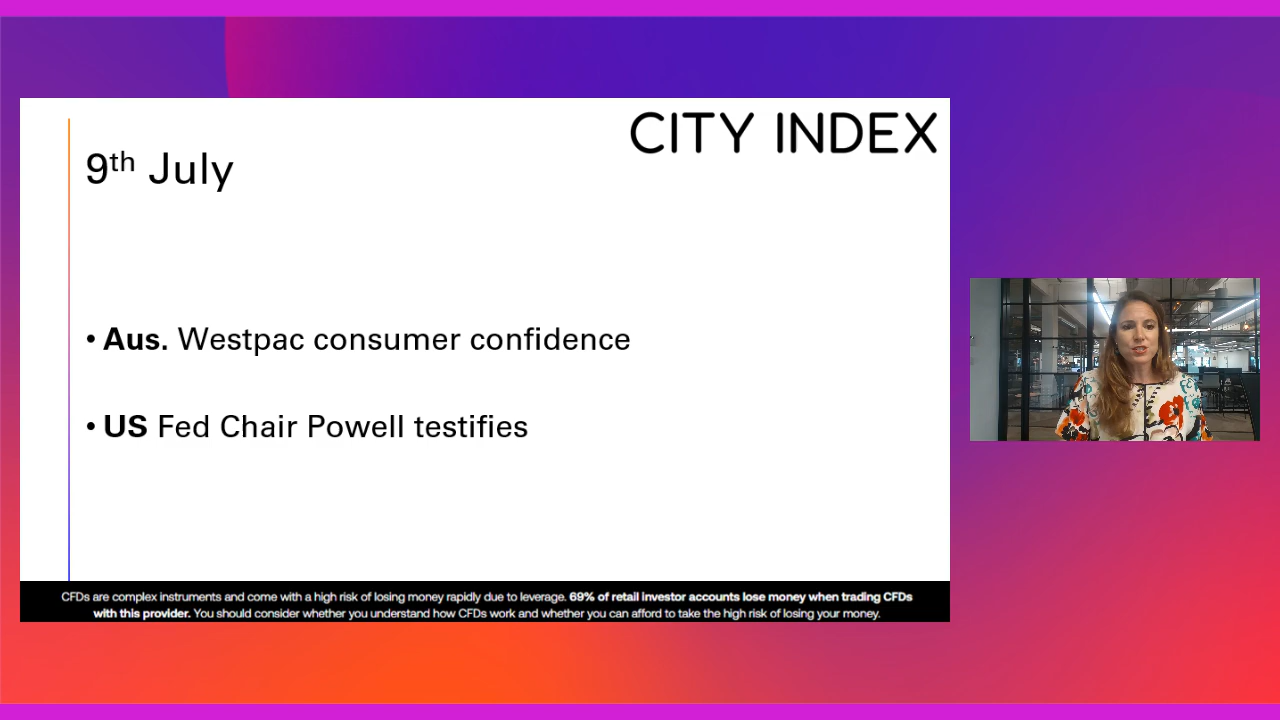 CITY INDEX
9th July
• Aus. Westpac consumer confidence
• US Fed Chair Powell testifies
CFDs are complex instruments and come with a high risk of losing money rapidly due to leverage. 69% of retail investor accounts lose money when trading CFDs
with this provider. You should consider whether you understand how CFDs work and whether you can afford to take the high risk of losing your money.